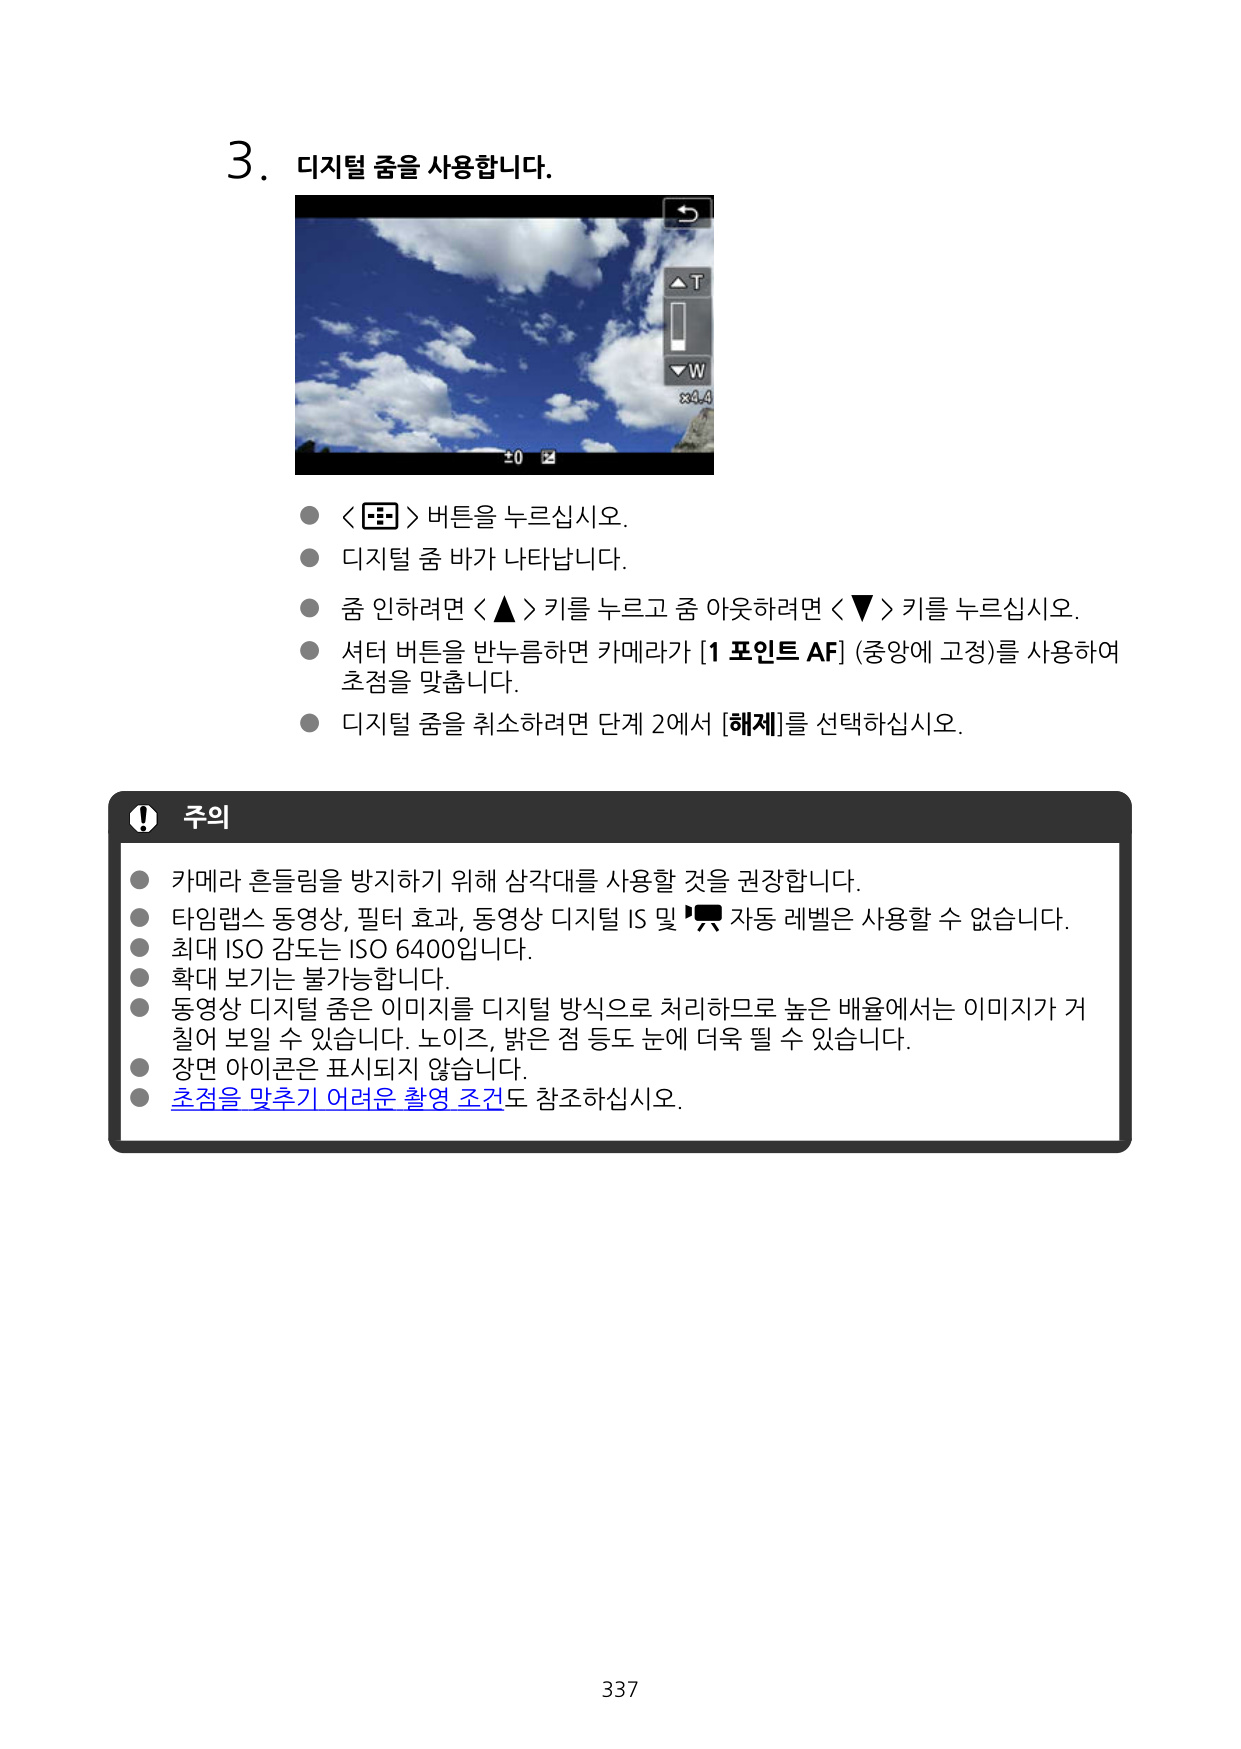 3. 디지털 줌을 사용합니다.
T
W
×4.4
±0
● < > 버튼을 누르십시오.
● 디지털 줌 바가 나타납니다.
● 줌 인하려면 <▲> 키를 누르고 줌 아웃하려면 <▼> 키를 누르십시오.
● 셔터 버튼을 반누름하면 카메라가 [1 포인트 AF] (중앙에 고정)를 사용하여
초점을 맞춥니다.
● 디지털 줌을 취소하려면 단계 2에서 [해제]를 선택하십시오.
주의
● 카메라 흔들림을 방지하기 위해 삼각대를 사용할 것을 권장합니다.
● 타임랩스 동영상, 필터 효과, 동영상 디지털 IS 및 자동 레벨은 사용할 수 없습니다.
● 최대 ISO 감도는 ISO 6400입니다.
● 확대 보기는 불가능합니다.
● 동영상 디지털 줌은 이미지를 디지털 방식으로 처리하므로 높은 배율에서는 이미지가 거
칠어 보일 수 있습니다. 노이즈, 밝은 점 등도 눈에 더욱 띌 수 있습니다.
● 장면 아이콘은 표시되지 않습니다.
● 초점을 맞추기 어려운 촬영 조건도 참조하십시오.
337